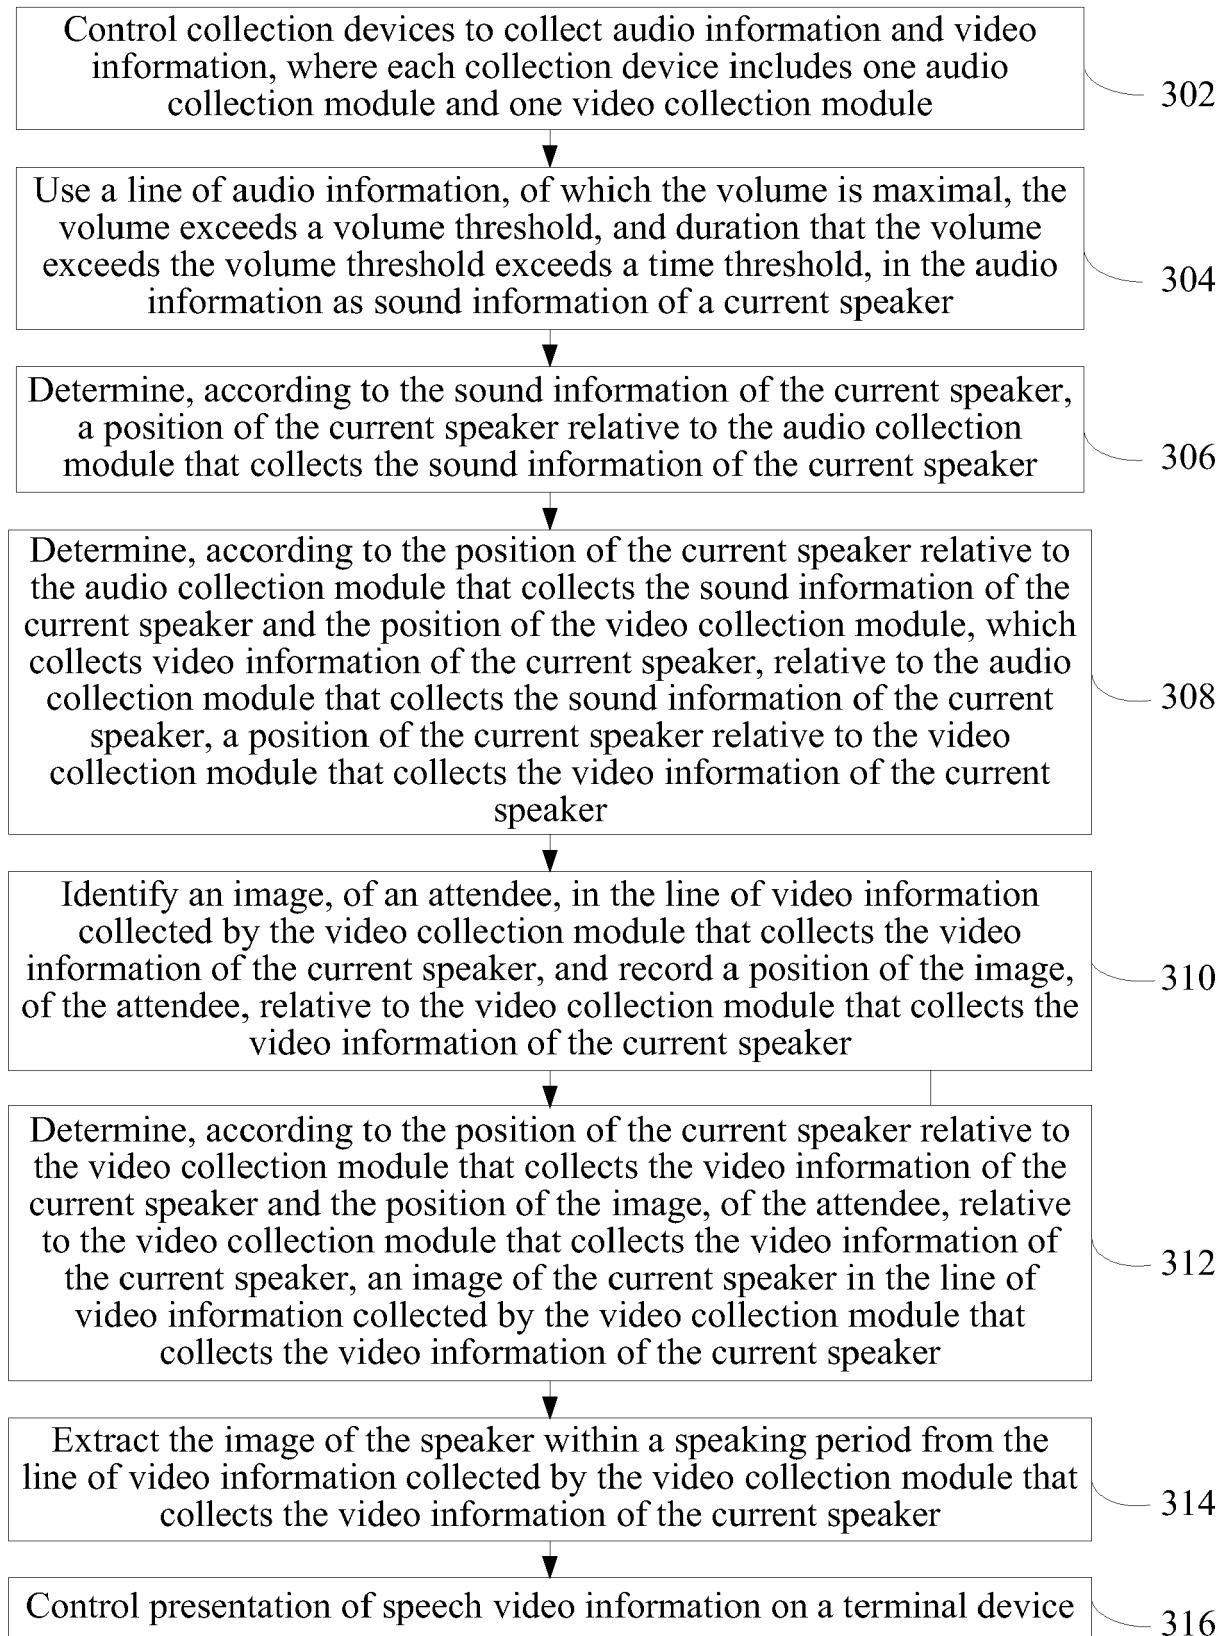 Control collection devices to collect audio information and video
information, where each collection device includes one audio
collection module and one video collection module
302
Use a line of audio information, of which the volume is maximal, the
volume exceeds a volume threshold, and duration that the volume
exceeds the volume threshold exceeds a time threshold, in the audio
information as sound information of a current speaker
304
Determine, according to the sound information of the current speaker,
a position of the current speaker relative to the audio collection
module that collects the sound information of the current speaker
306
Determine, according to the position of the current speaker relative to
the audio collection module that collects the sound information of the
current speaker and the position of the video collection module, which
collects video information of the current speaker, relative to the audio
collection module that collects the sound information of the current
speaker, a position of the current speaker relative to the video
collection module that collects the video information of the current
speaker
308
Identify an image, of an attendee, in the line of video information
collected by the video collection module that collects the video
information of the current speaker, and record a position of the image,
of the attendee, relative to the video collection module that collects the
video information of the current speaker
310
Determine, according to the position of the current speaker relative to
the video collection module that collects the video information of the
current speaker and the position of the image, of the attendee, relative
to the video collection module that collects the video information of
the current speaker, an image of the current speaker in the line of
video information collected by the video collection module that
collects the video information of the current speaker
312
Extract the image of the speaker within a speaking period from the
line of video information collected by the video collection module that
collects the video information of the current speaker
314
Control presentation of speech video information on a terminal device
316